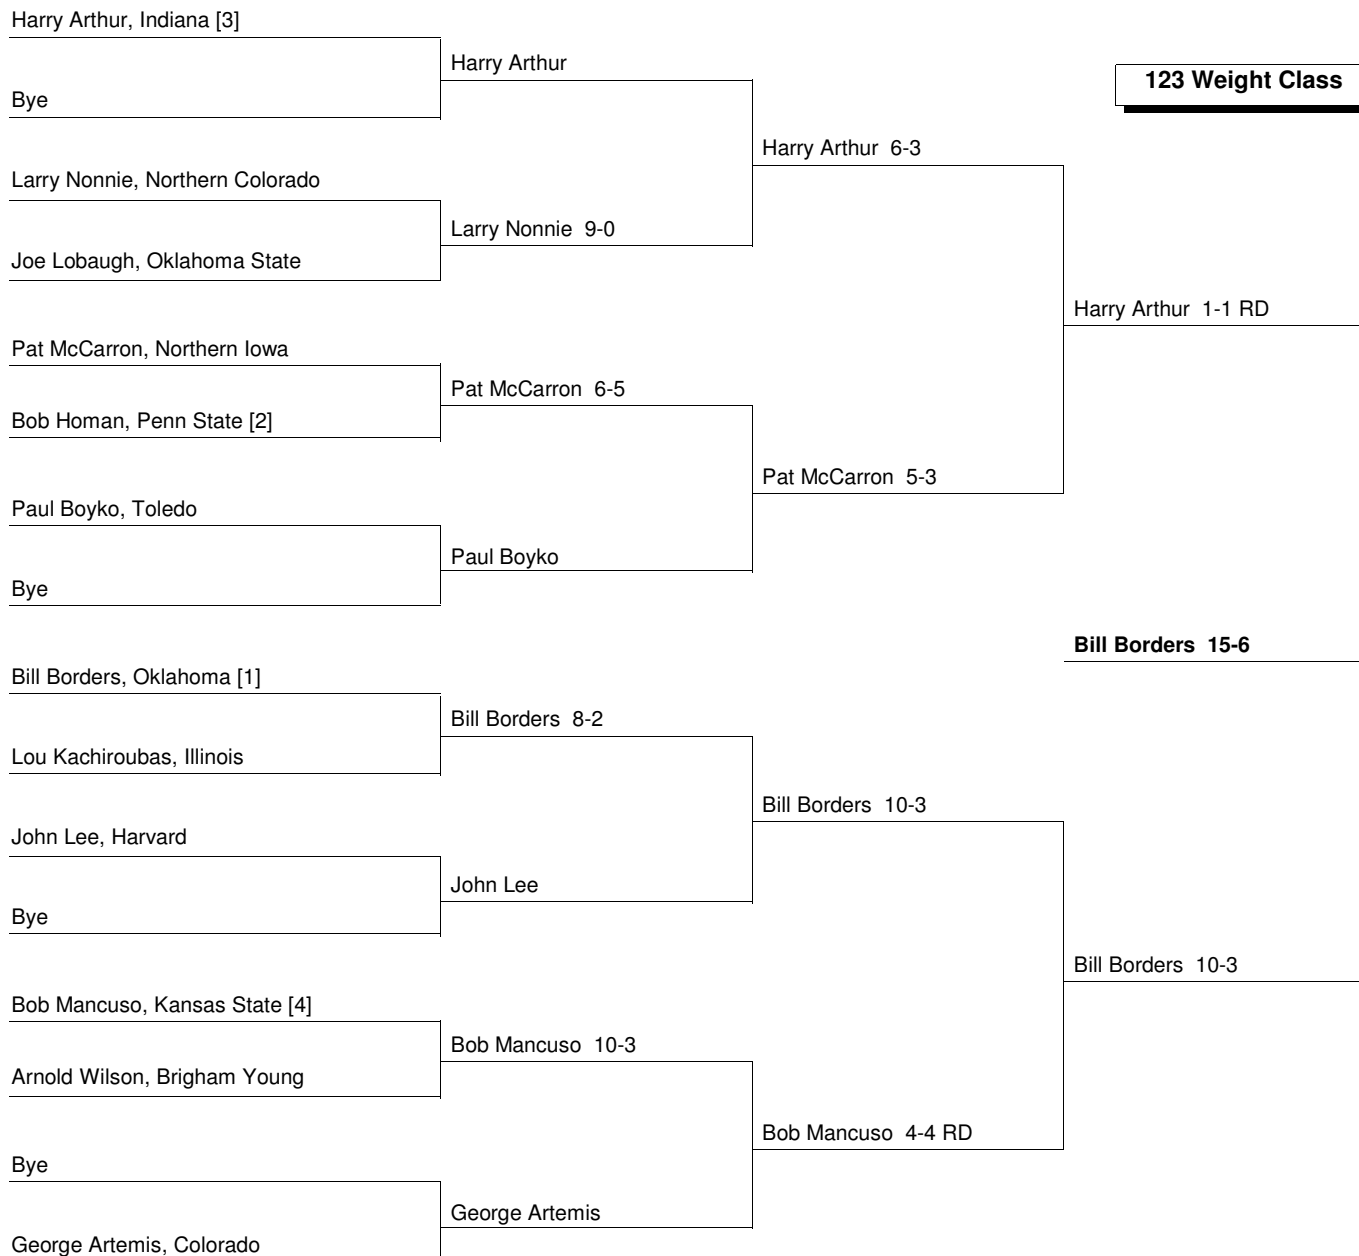 Harry Arthur, Indiana [3]
Harry Arthur
123 Weight Class
Bye
Harry Arthur 6-3
Larry Nonnie, Northern Colorado
Larry Nonnie 9-0
Joe Lobaugh, Oklahoma State
Harry Arthur 1-1 RD
Pat McCarron, Northern Iowa
Pat McCarron 6-5
Bob Homan, Penn State [2]
Pat McCarron 5-3
Paul Boyko, Toledo
Paul Boyko
Bye
Bill Borders 15-6
Bill Borders, Oklahoma [1]
Bill Borders 8-2
Lou Kachiroubas, Illinois
Bill Borders 10-3
John Lee, Harvard
John Lee
Bye
Bill Borders 10-3
Bob Mancuso, Kansas State [4]
Bob Mancuso 10-3
Arnold Wilson, Brigham Young
Bob Mancuso 4-4 RD
Bye
George Artemis
George Artemis, Colorado